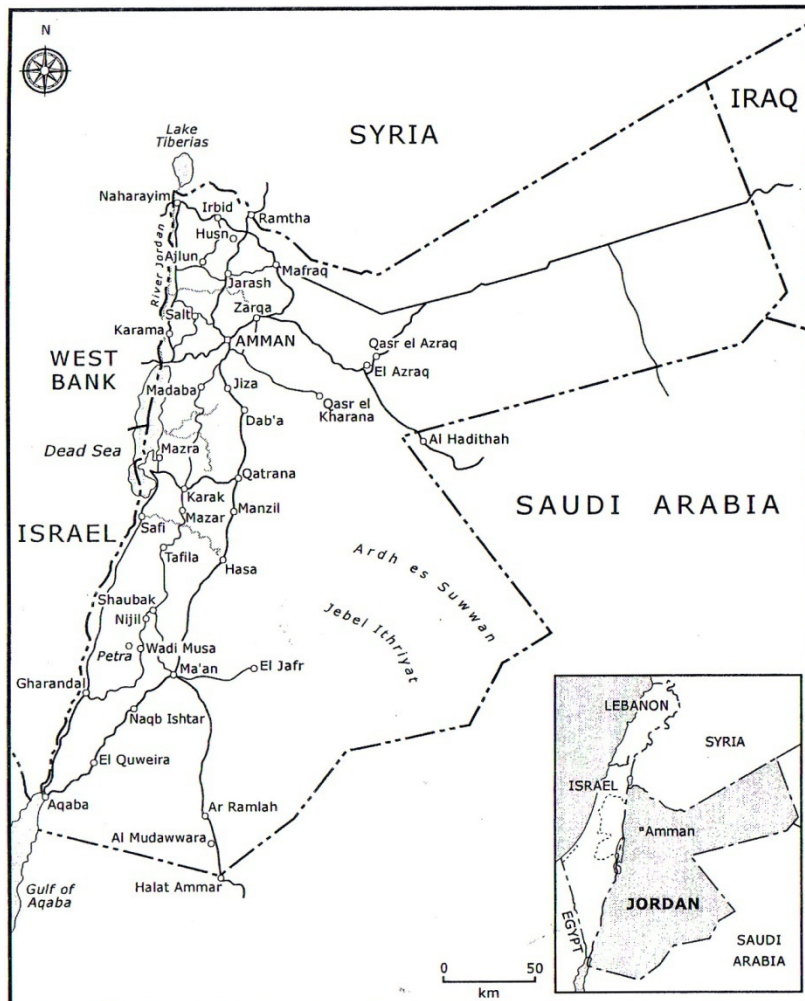 N
IRAQ
SYRIA
Lake
Tiberias
Naharayim
Irbid
Ramtha
Husn
River Jordan
Ajlun
Mafraq
Jarash
Zarqa
Salt
Karama
AMMAN
Qasr el Azraq
WEST
BANK
El Azraq
Madaba
Jiza
Qasr el
Kharana
Dab'a
Al Hadithah
Dead Sea
Mazra
Qatrana
Karak
SAUDI ARABIA
Mazar
Manzil
Safi
ISRAEL
Tafila
Hasa
Ardh es Suwwan
Shaubak
Jebel Ithriyat
Nijil
Wadi Musa
Petra
Ma'an
El Jafr
Gharandal
Naqb Ishtar
El Quweira
Aqaba
Ar Ramlah
Al Mudawwara
Halat Ammar
Gulf of
Aqaba
0
50
km
LEBANON
SYRIA
ISRAEL
Amman
JORDAN
EGYPT
SAUDI
ARABIA